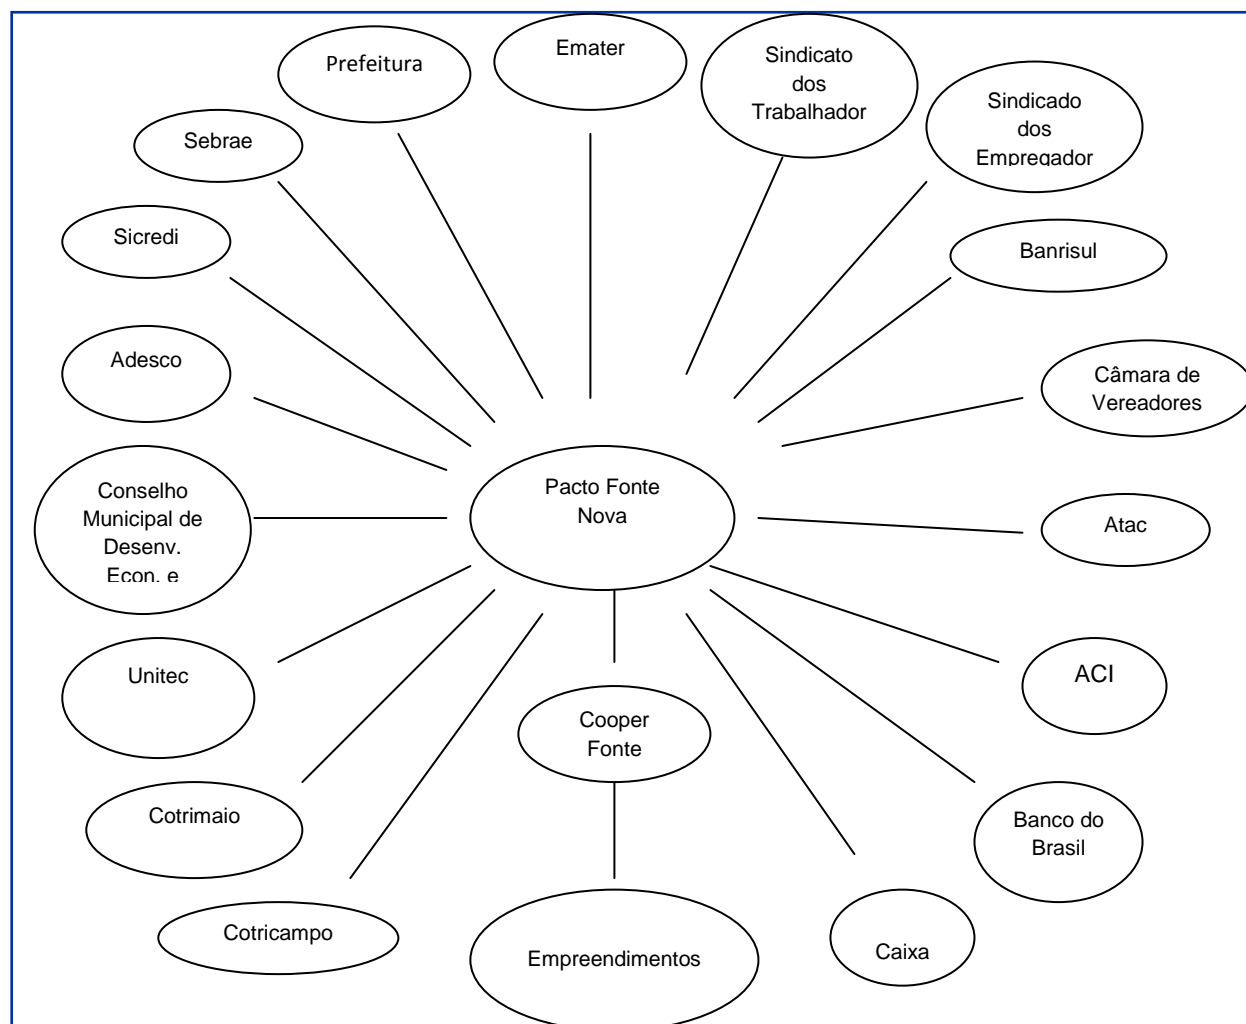 Prefeitura
Emater
Sindicato
dos
Trabalhador
Sindicado
dos
Empregador
Sebrae
Sicredi
Banrisul
Adesco
Câmara de
Vereadores
Conselho
Municipal de
Desenv.
Econ. e
Pacto Fonte
Nova
Atac
Unitec
ACI
Cooper
Fonte
Cotrimaio
Banco do
Brasil
Cotricampo
Empreendimentos
Caixa